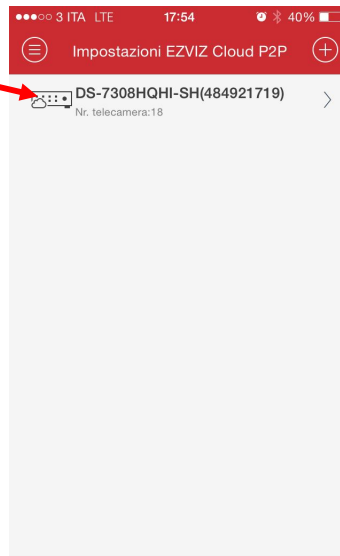 3 ITA LTE 17:54 40%
Impostazioni EZVIZ Cloud P2P
DS-7308HQHI-SH(484921719)
Nr. telecamera:18